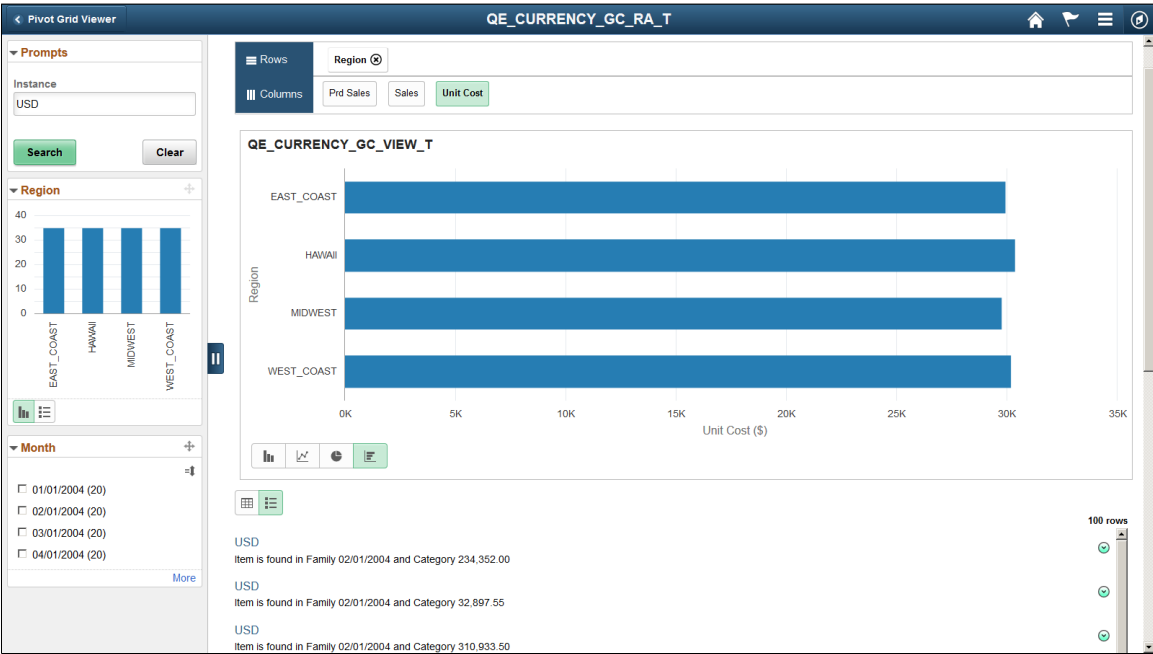 Pivot Grid Viewer
QE_CURRENCY_GC_RA_T
Prompts
Instance
USD
Search Clear
Region
40
30
20
10
0
EAST_COAST
HAWAII
MIDWEST
WEST_COAST
Month
01/01/2004 (20)
02/01/2004 (20)
03/01/2004 (20)
04/01/2004 (20)
More
Rows Region
Columns Prd Sales Sales Unit Cost
QE_CURRENCY_GC_VIEW_T
Region
EAST_COAST
HAWAII
MIDWEST
WEST_COAST
0K 5K 10K 15K 20K 25K 30K 35K
Unit Cost ($)
100 rows
USD
Item is found in Family 02/01/2004 and Category 234,352.00
USD
Item is found in Family 02/01/2004 and Category 32,897.55
USD
Item is found in Family 02/01/2004 and Category 310,933.50